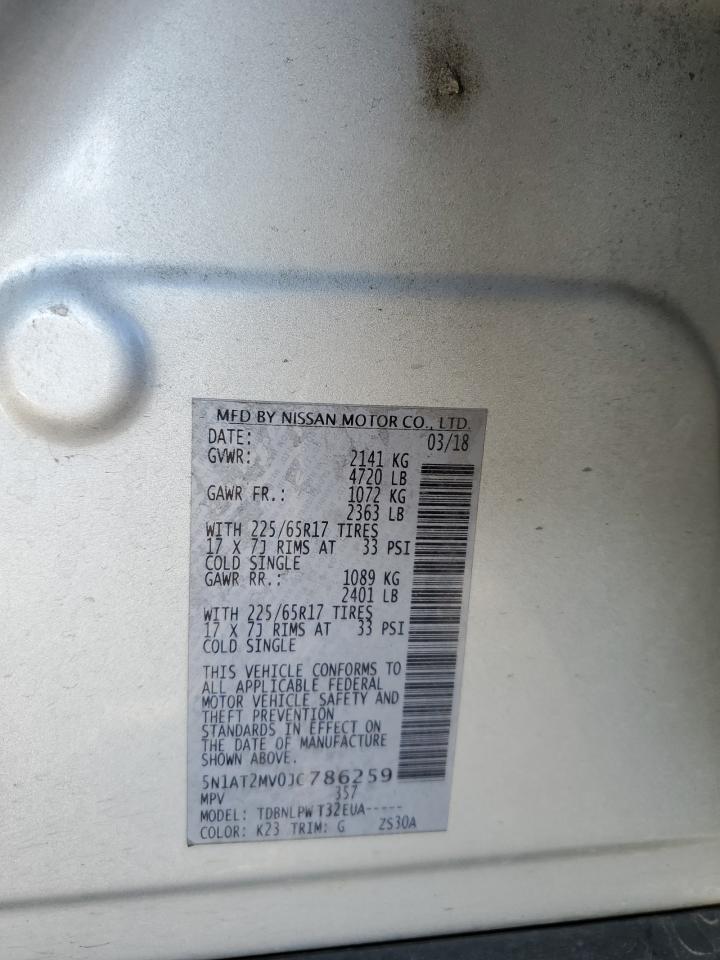 MFD BY NISSAN MOTOR CO., LTD.
DATE: 03/18
GVWR: 2141 KG
4720 LB
GAWR FR.: 1072 KG
2363 LB
WITH 225/65R17 TIRES
17 X 7J RIMS AT 33 PSI
COLD SINGLE
GAWR RR.: 1089 KG
2401 LB
WITH 225/65R17 TIRES
17 X 7J RIMS AT 33 PSI
COLD SINGLE
THIS VEHICLE CONFORMS TO
ALL APPLICABLE FEDERAL
MOTOR VEHICLE SAFETY AND
THEFT PREVENTION
STANDARDS IN EFFECT ON
THE DATE OF MANUFACTURE
SHOWN ABOVE.
5N1AT2MV0JC786259
MPV 357
MODEL: TDBNLPW T32EUA-----
COLOR: K23 TRIM: G ZS30A